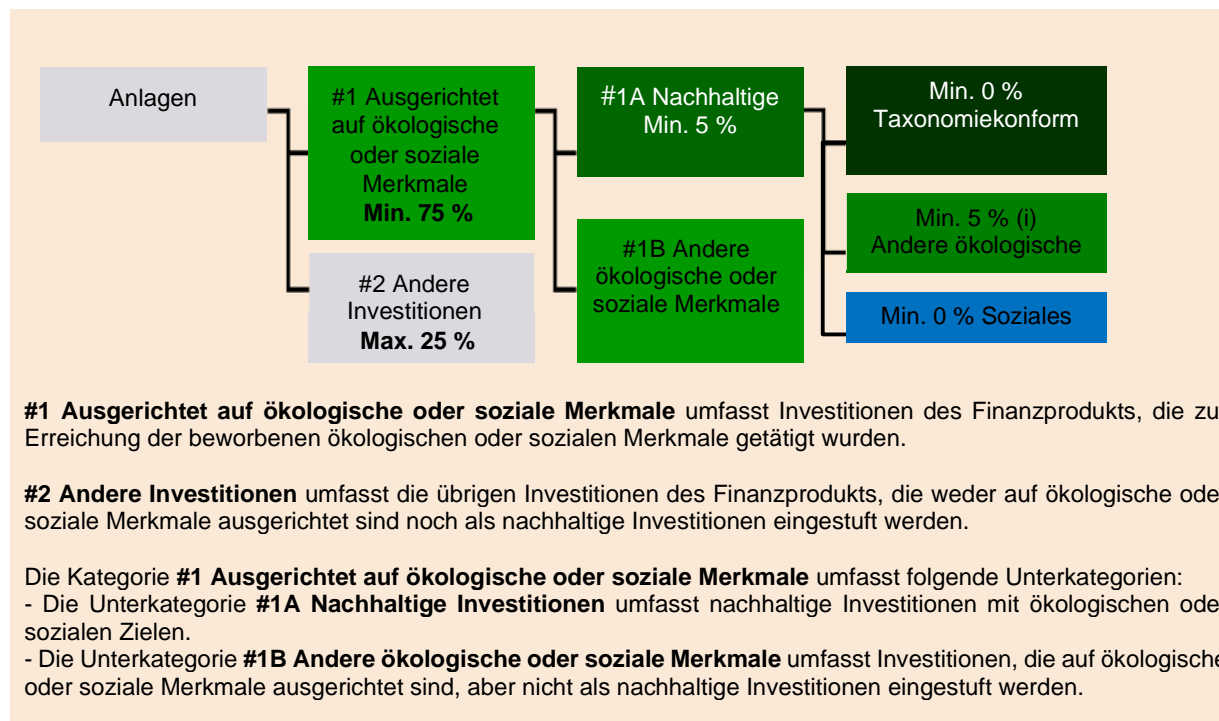 Anlagen
#1 Ausgerichtet
auf ökologische
oder soziale
Merkmale
Min. 75 %
#2 Andere
Investitionen
Max. 25 %
#1A Nachhaltige
Min. 5 %
#1B Andere
ökologische oder
soziale Merkmale
Min. 0 %
Taxonomiekonform
Min. 5 % (i)
Andere ökologische
Min. 0 % Soziales
#1 Ausgerichtet auf ökologische oder soziale Merkmale umfasst Investitionen des Finanzprodukts, die zu
Erreichung der beworbenen ökologischen oder sozialen Merkmale getätigt wurden.
#2 Andere Investitionen umfasst die übrigen Investitionen des Finanzprodukts, die weder auf ökologische ode
soziale Merkmale ausgerichtet sind noch als nachhaltige Investitionen eingestuft werden.
Die Kategorie #1 Ausgerichtet auf ökologische oder soziale Merkmale umfasst folgende Unterkategorien:
- Die Unterkategorie #1A Nachhaltige Investitionen umfasst nachhaltige Investitionen mit ökologischen ode
sozialen Zielen.
- Die Unterkategorie #1B Andere ökologische oder soziale Merkmale umfasst Investitionen, die auf ökologische
oder soziale Merkmale ausgerichtet sind, aber nicht als nachhaltige Investitionen eingestuft werden.